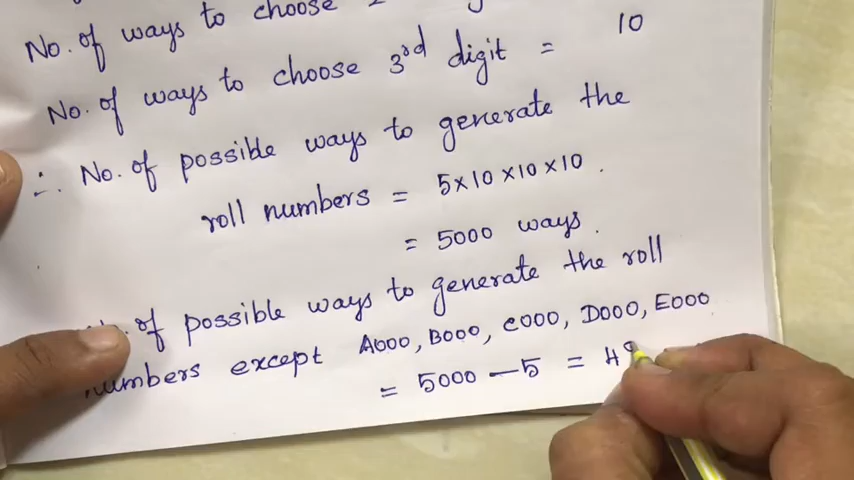 No. of ways to choose
No. of ways to choose 3rd digit = 10
∴ No. of possible ways to generate the
roll numbers = 5×10×10×10.
= 5000 ways.
No. of possible ways to generate the roll
numbers except A000, B000, C000, D000, E000
= 5000 — 5 = 49